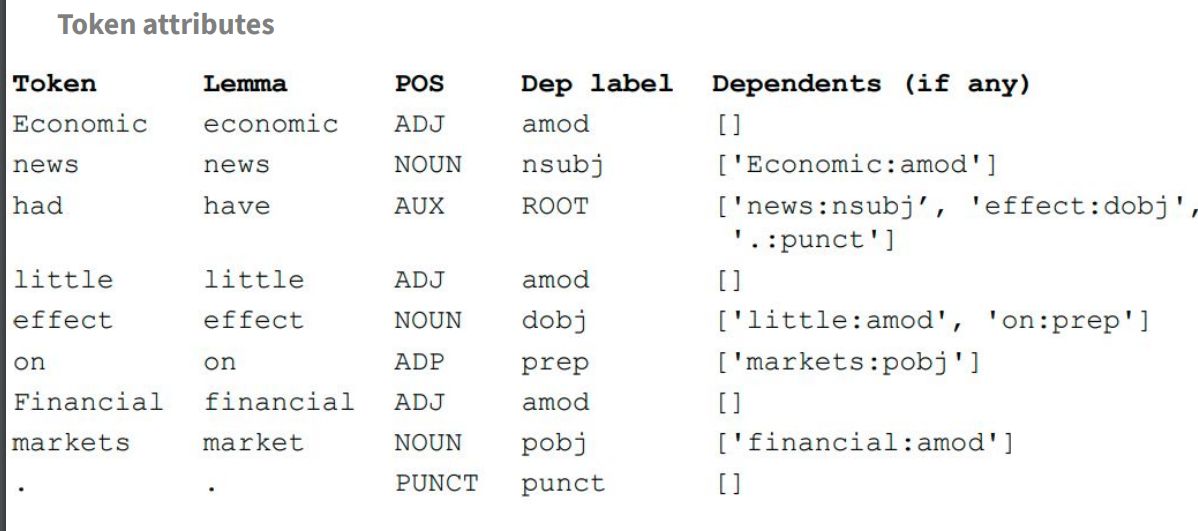 Token attributes
Token Lemma POS Dep label Dependents (if any)
Economic economic ADJ amod []
news news NOUN nsubj ['Economic:amod']
had have AUX ROOT ['news:nsubj’, 'effect:dobj',
'.:punct']
little little ADJ amod []
effect effect NOUN dobj ['little:amod', 'on:prep']
on on ADP prep ['markets:pobj']
Financial financial ADJ amod []
markets market NOUN pobj ['financial:amod']
. . PUNCT punct []